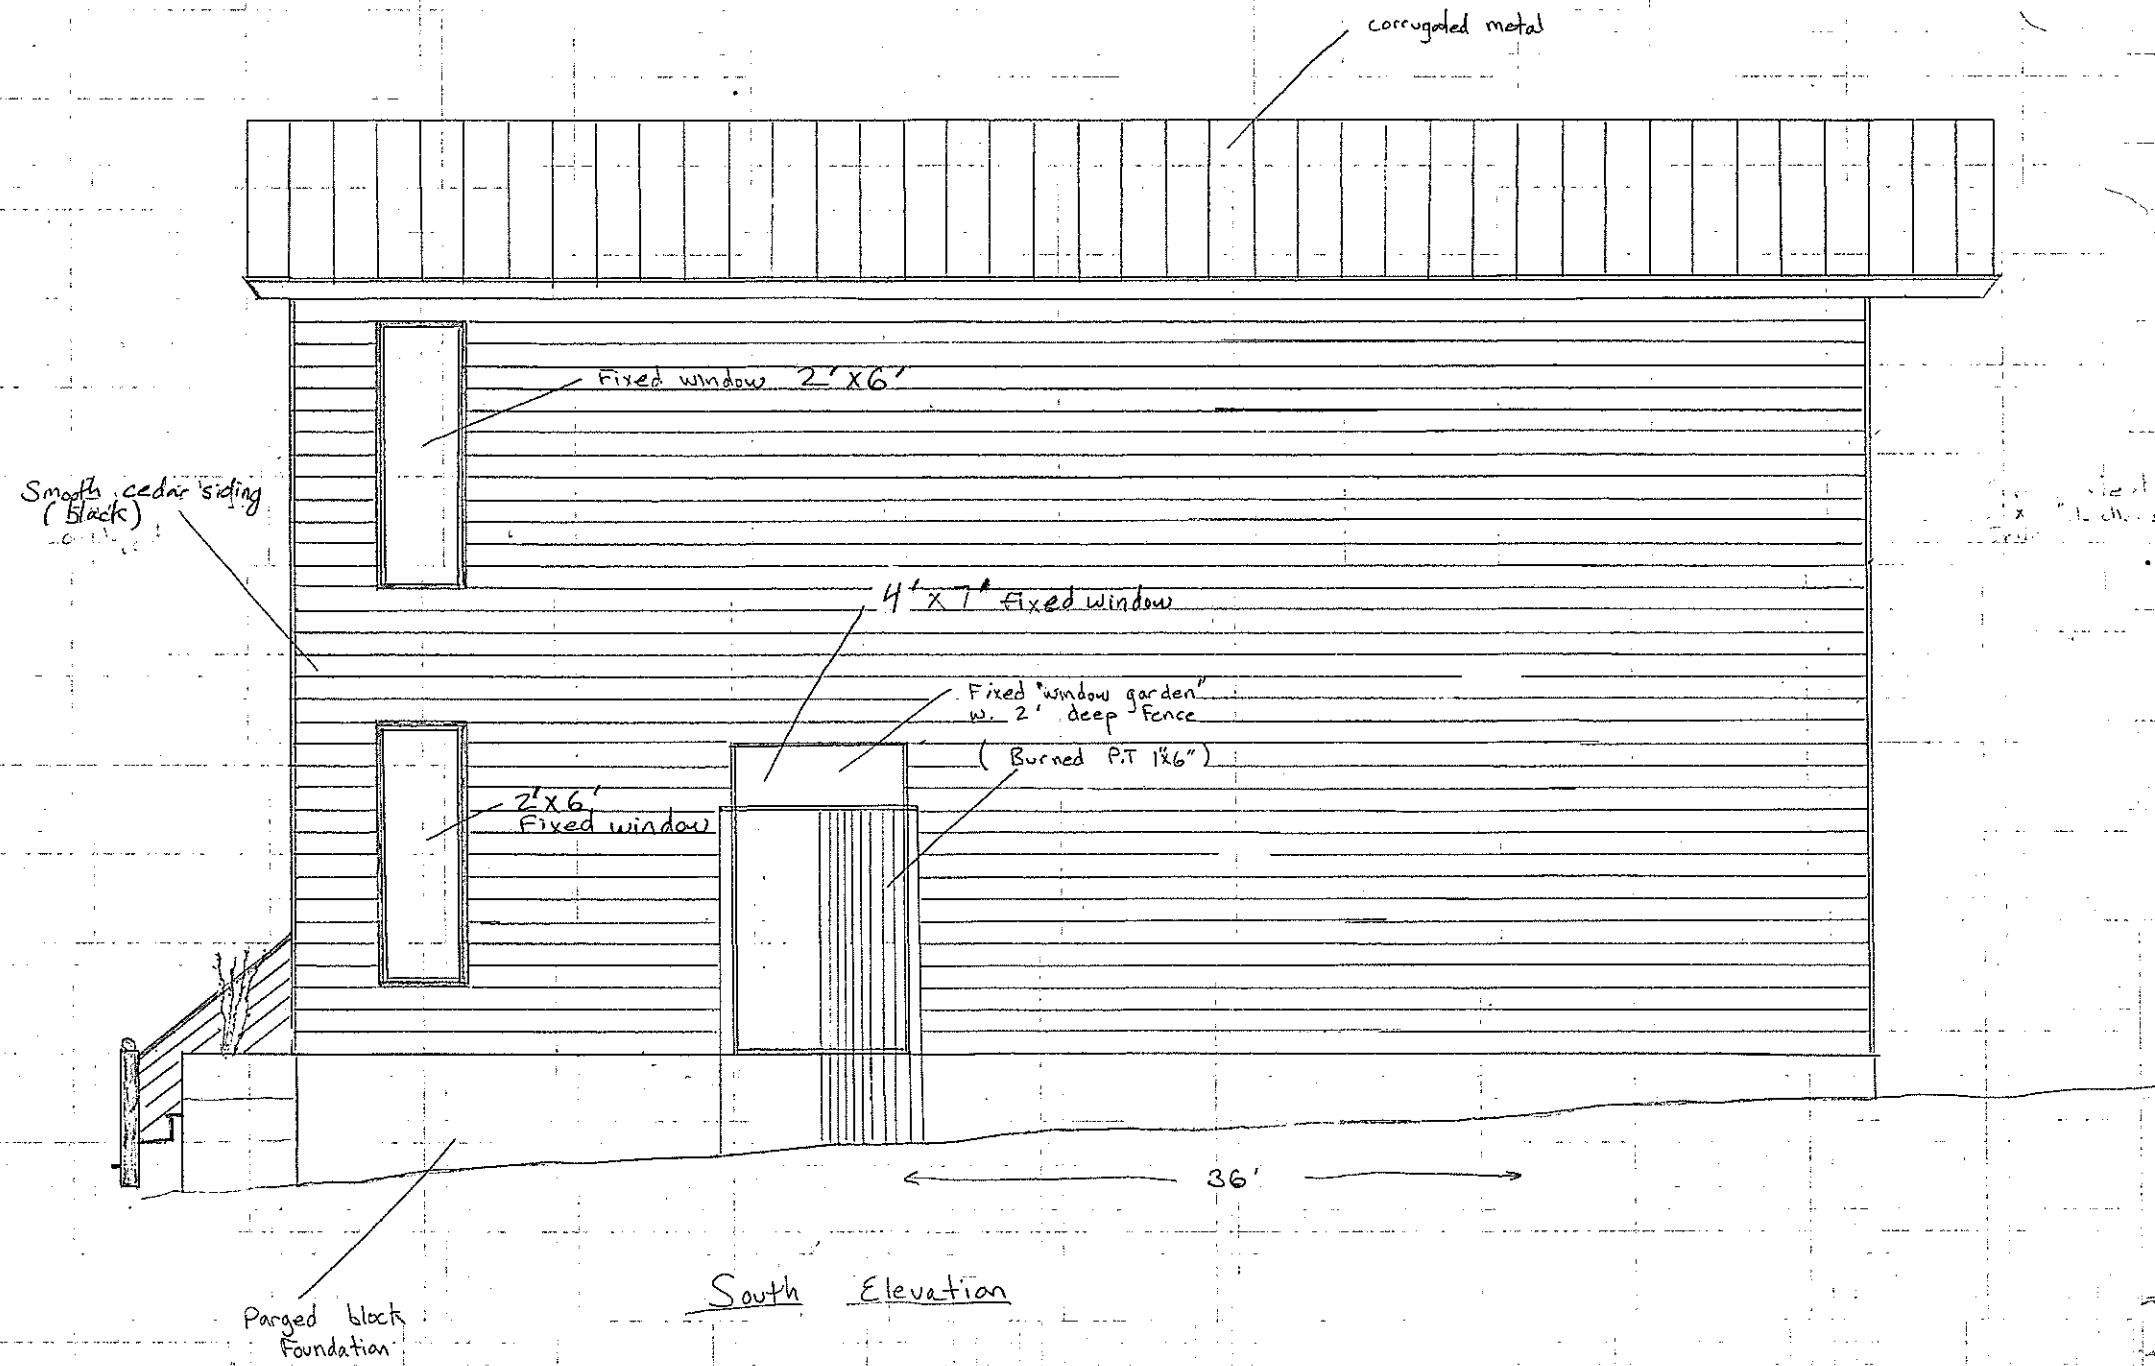 corrugated metal
Fixed window 2'x6'
Smooth cedar siding
(black)
4'x7' Fixed window
Fixed "window garden"
w. 2' deep Fence
(Burned P.T 1"x6")
2'x6'
Fixed window
36'
South Elevation
Parged block
Foundation